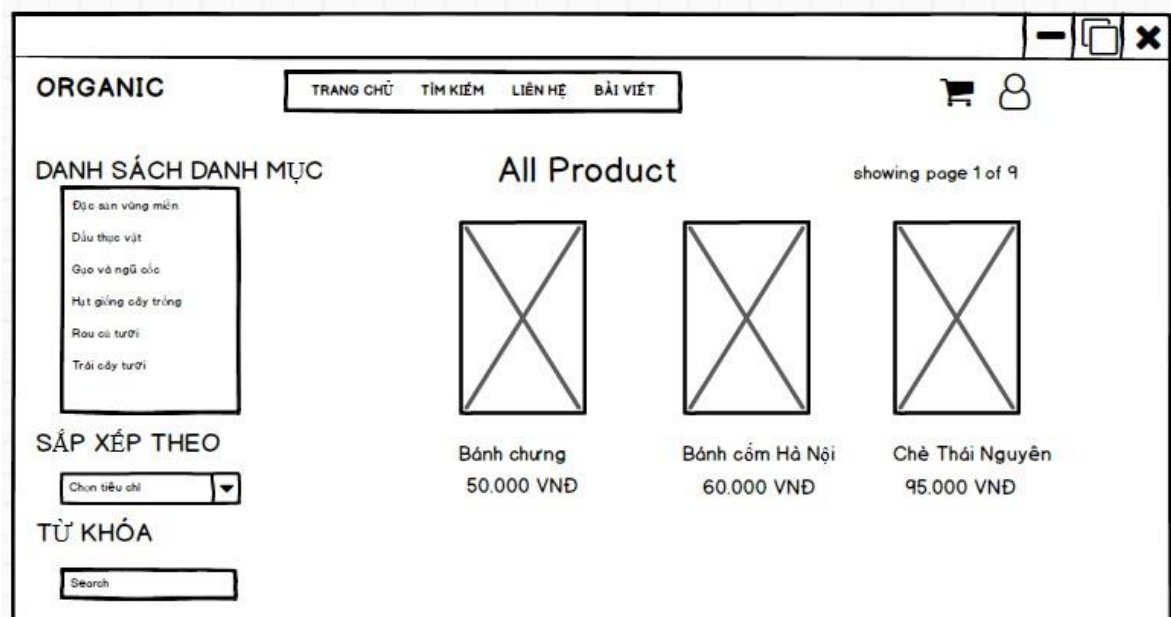 ORGANIC
TRANG CHỦ TÌM KIẾM LIÊN HỆ BÀI VIẾT
DANH SÁCH DANH MỤC
Đặc sản vùng miền
Dầu thực vật
Gạo và ngũ cốc
Hạt giống cây trồng
Rau củ tươi
Trái cây tươi
SẮP XẾP THEO
Chọn tiêu chí
TỪ KHÓA
Search
All Product
showing page 1 of 9
Bánh chưng
50.000 VNĐ
Bánh cốm Hà Nội
60.000 VNĐ
Chè Thái Nguyên
95.000 VNĐ